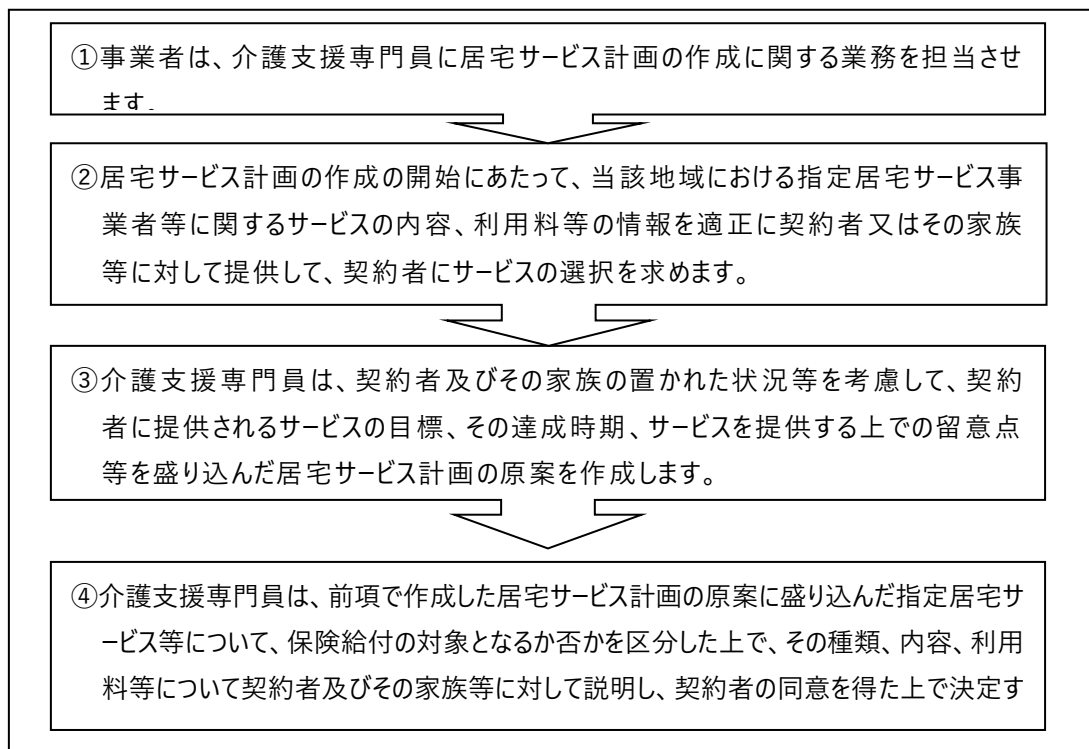 ①事業者は、介護支援専門員に居宅サービス計画の作成に関する業務を担当させ
ます。
②居宅サービス計画の作成の開始にあたって、当該地域における指定居宅サービス事
業者等に関するサービスの内容、利用料等の情報を適正に契約者又はその家族
等に対して提供して、契約者にサービスの選択を求めます。
③介護支援専門員は、契約者及びその家族の置かれた状況等を考慮して、契約
者に提供されるサービスの目標、その達成時期、サービスを提供する上での留意点
等を盛り込んだ居宅サービス計画の原案を作成します。
④介護支援専門員は、前項で作成した居宅サービス計画の原案に盛り込んだ指定居宅サ
ービス等について、保険給付の対象となるか否かを区分した上で、その種類、内容、利用
料等について契約者及びその家族等に対して説明し、契約者の同意を得た上で決定す